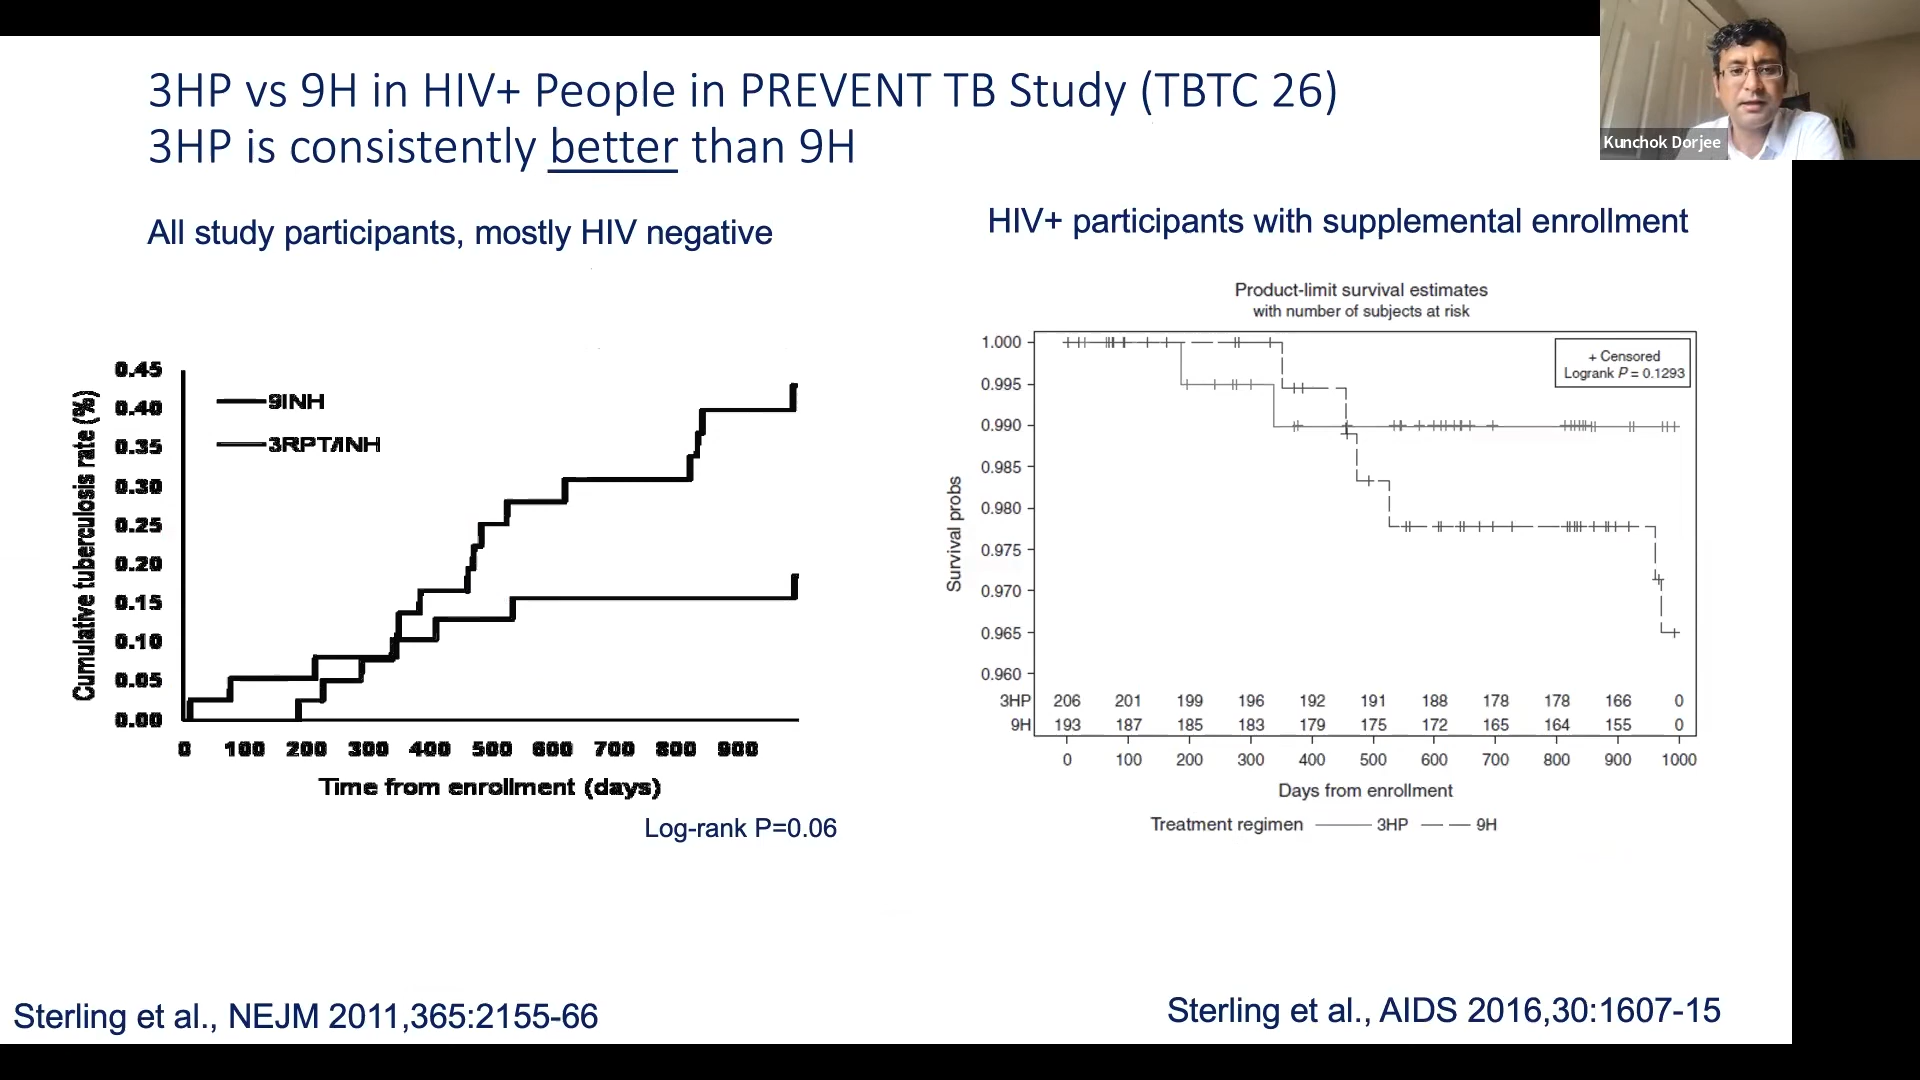 3HP vs 9H in HIV+ People in PREVENT TB Study (TBTC 26)
3HP is consistently better than 9H
Kunchok Dorjee
All study participants, mostly HIV negative
Cumulative tuberculosis rate (%)
0.45
0.40
0.35
0.30
0.25
0.20
0.15
0.10
0.05
0.00
9INH
3RPT/INH
0 100 200 300 400 500 600 700 800 900
Time from enrollment (days)
Log-rank P=0.06
Sterling et al., NEJM 2011,365:2155-66
HIV+ participants with supplemental enrollment
Product-limit survival estimates
with number of subjects at risk
+ Censored
Logrank P = 0.1293
Survival probs
1.000
0.995
0.990
0.985
0.980
0.975
0.970
0.965
0.960
3HP 206 201 199 196 192 191 188 178 178 166 0
9H 193 187 185 183 179 175 172 165 164 155 0
0 100 200 300 400 500 600 700 800 900 1000
Days from enrollment
Treatment regimen 3HP 9H
Sterling et al., AIDS 2016,30:1607-15